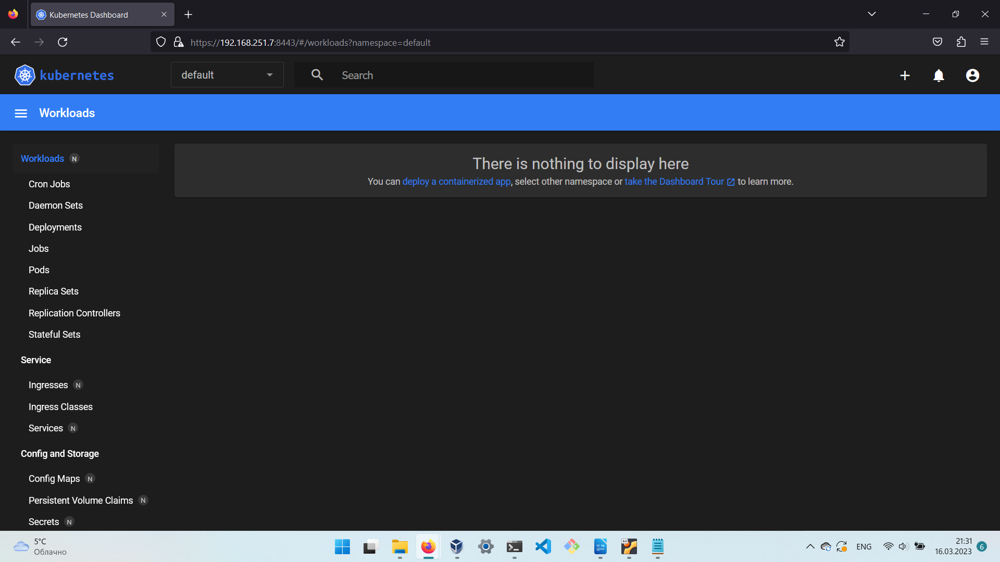 Kubernetes Dashboard
https://192.168.251.7:8443/#/workloads?namespace=default
kubernetes
default
Search
Workloads
Workloads N
Cron Jobs
Daemon Sets
Deployments
Jobs
Pods
Replica Sets
Replication Controllers
Stateful Sets
Service
Ingresses N
Ingress Classes
Services N
Config and Storage
Config Maps N
Persistent Volume Claims N
Secrets N
There is nothing to display here
You can deploy a containerized app, select other namespace or take the Dashboard Tour to learn more.
5°C
Облачно
64
ENG
21:31
16.03.2023
6